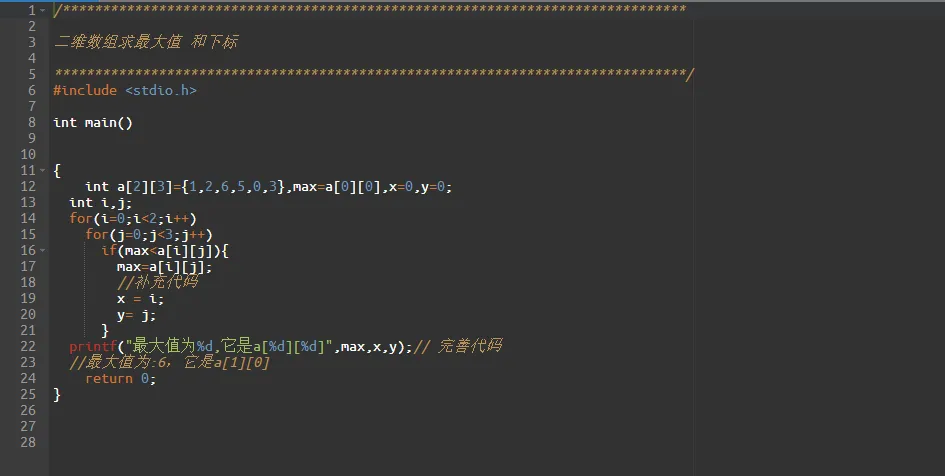 1 /******************************************************************************
2
3 二维数组求最大值 和下标
4
5 *******************************************************************************/
6 #include <stdio.h>
7
8 int main()
9
10
11 {
12     int a[2][3]={1,2,6,5,0,3},max=a[0][0],x=0,y=0;
13   int i,j;
14   for(i=0;i<2;i++)
15     for(j=0;j<3;j++)
16       if(max<a[i][j]){
17         max=a[i][j];
18         //补充代码
19         x = i;
20         y= j;
21       }
22   printf("最大值为%d,它是a[%d][%d]",max,x,y);// 完善代码
23   //最大值为:6，它是a[1][0]
24     return 0;
25 }
26
27
28